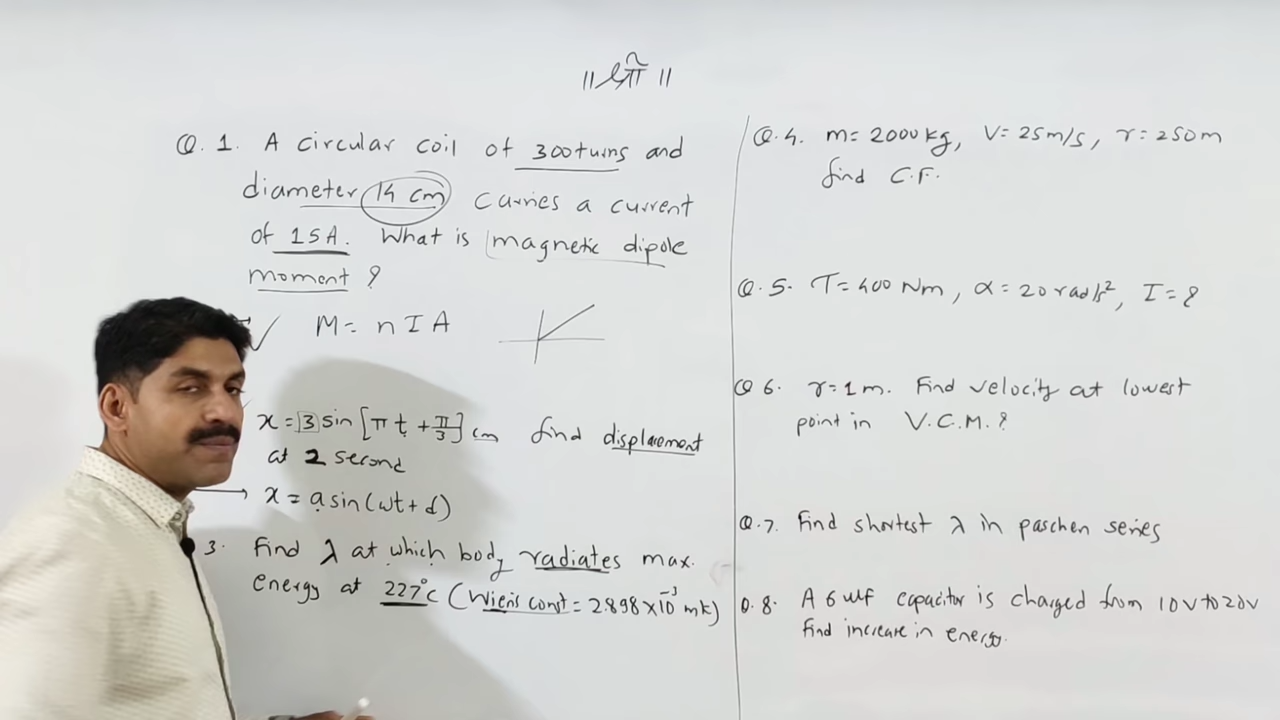 ॥ श्री ॥
Q. 1. A circular coil of 300 turns and
diameter 14 cm carries a current
of 15A. What is magnetic dipole
moment ?
M = n I A
x = 3 sin [π t + π/3] cm find displacement
at 2 second
x = a sin (ωt + α)
3. Find λ at which body radiates max.
energy at 227°C (Wien's const = 2.898 × 10⁻³ mk)
Q. 4. m = 2000 kg, V = 25 m/s, r = 250 m
find C.F.
Q. 5. T = 400 Nm, α = 20 rad/s², I = ?
Q 6. r = 1 m. Find velocity at lowest
point in V.C.M. ?
Q. 7. Find shortest λ in paschen series
Q. 8. A 6 μf capacitor is charged from 10V to 20V
find increase in energy.